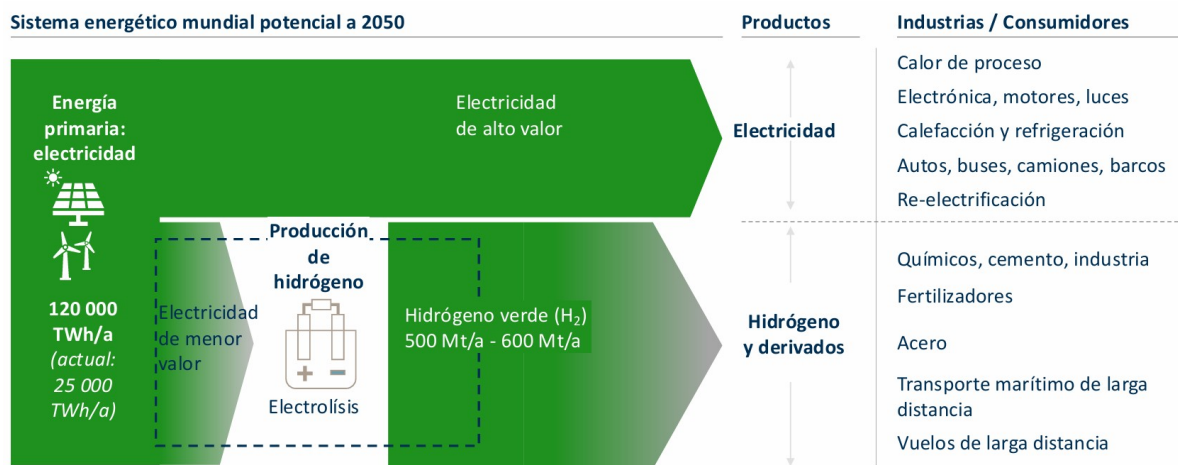 Sistema energético mundial potencial a 2050
Productos
Industrias / Consumidores
Energía
primaria:
electricidad
120 000
TWh/a
(actual:
25 000
TWh/a)
Electricidad
de alto valor
Electricidad
de menor
valor
Producción
de
hidrógeno
+ −
Electrolísis
Hidrógeno verde (H₂)
500 Mt/a - 600 Mt/a
Electricidad
Hidrógeno
y derivados
Calor de proceso
Electrónica, motores, luces
Calefacción y refrigeración
Autos, buses, camiones, barcos
Re-electrificación
Químicos, cemento, industria
Fertilizadores
Acero
Transporte marítimo de larga
distancia
Vuelos de larga distancia